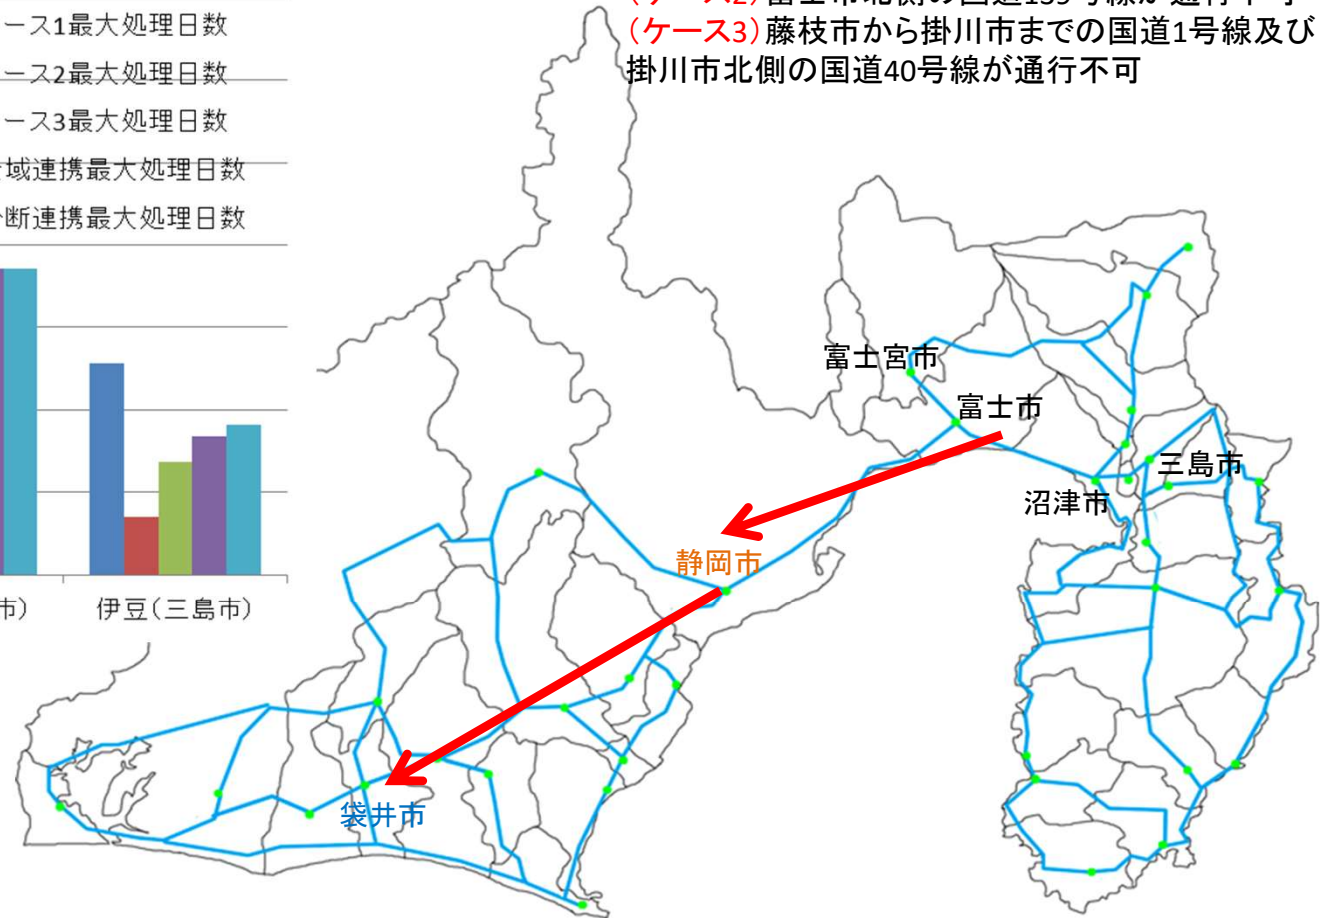 ース1最大処理日数
ース2最大処理日数
ース3最大処理日数
域連携最大処理日数
断連携最大処理日数
市)
伊豆(三島市)
(ケース3)藤枝市から掛川市までの国道1号線及び
掛川市北側の国道40号線が通行不可
富士宮市
富士市
三島市
沼津市
静岡市
袋井市